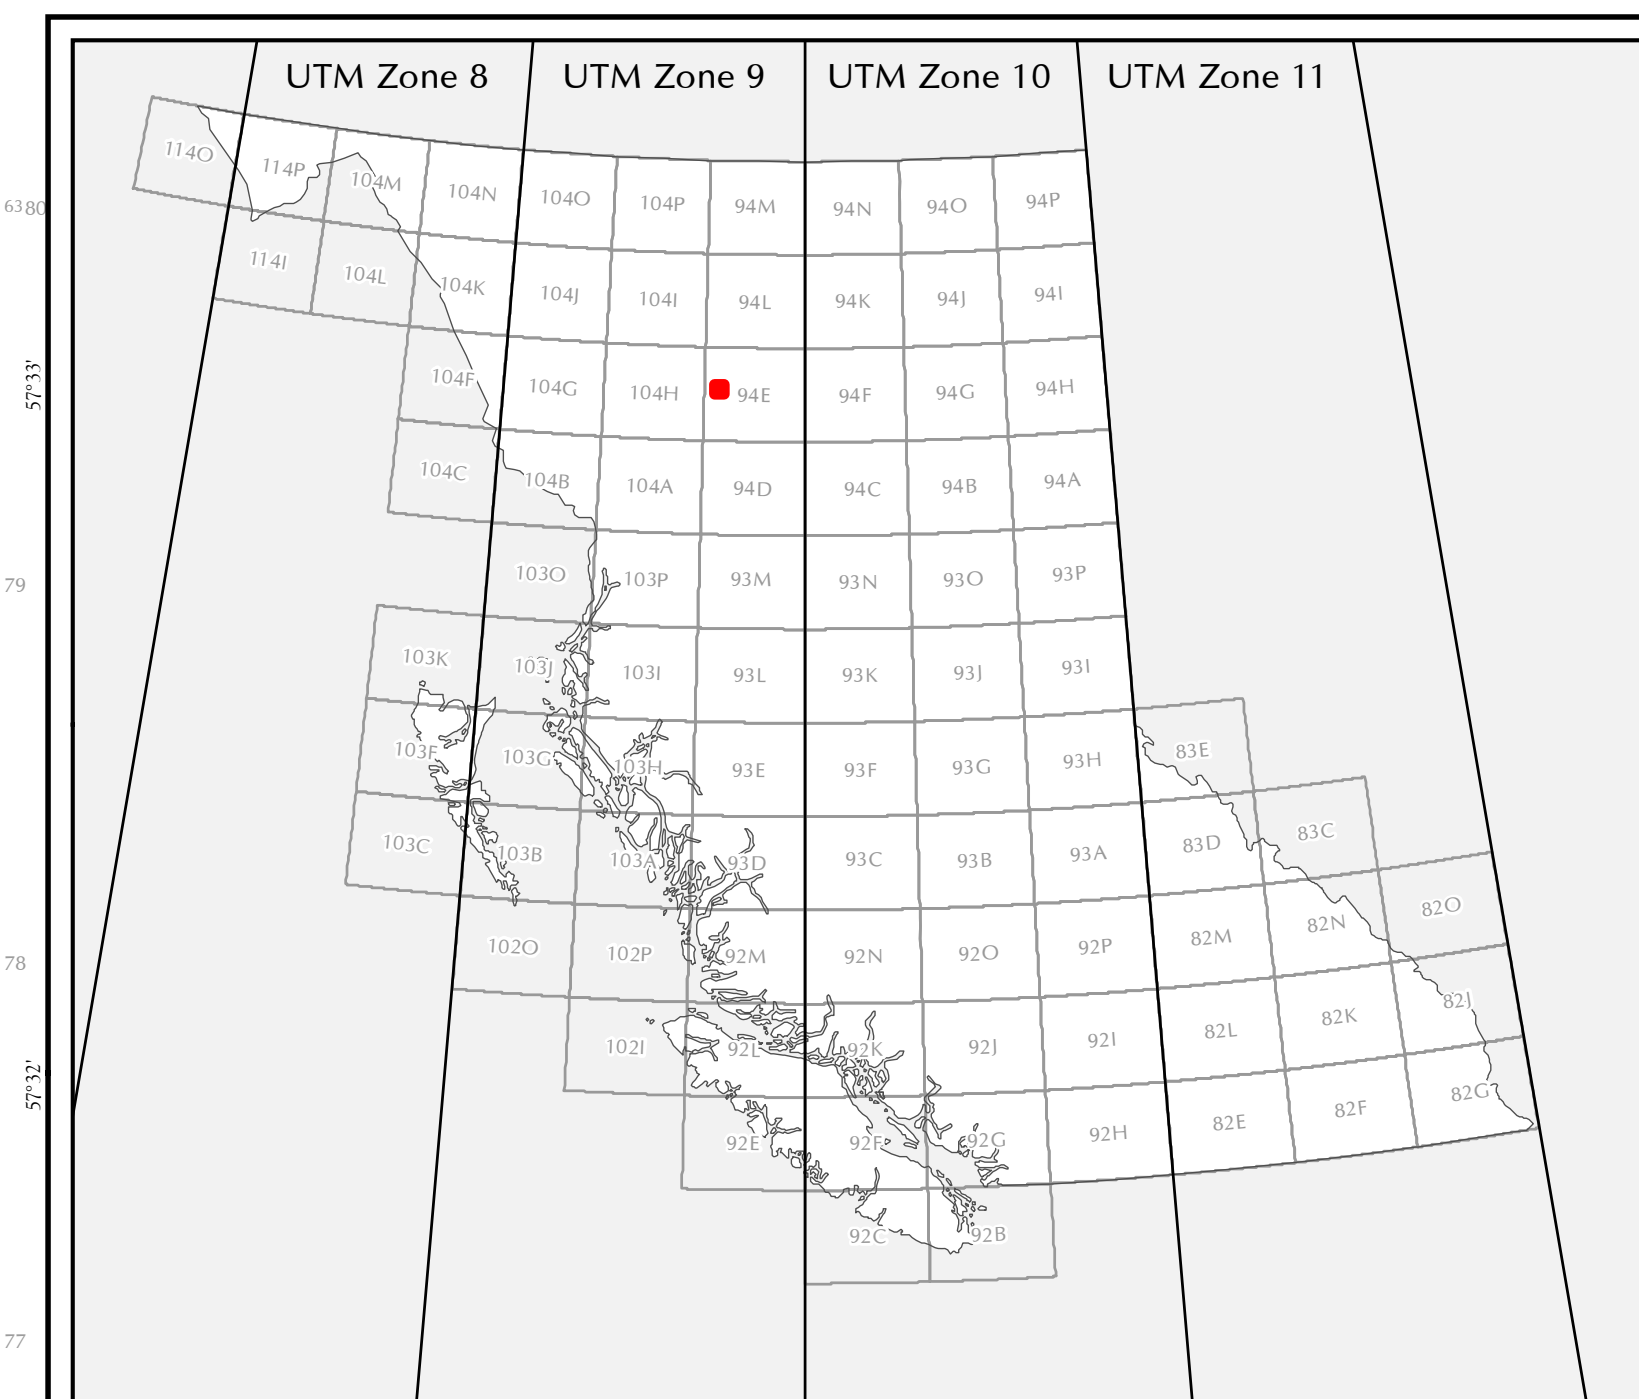 UTM Zone 8 UTM Zone 9 UTM Zone 10 UTM Zone 11
114O 114P 104M 104N 104O 104P 94M 94N 94O 94P
6380
114I 104L 104K 104J 104I 94L 94K 94J 94I
57°33'
104F 104G 104H 94E 94F 94G 94H
104C 104B 104A 94D 94C 94B 94A
79
103O 103P 93M 93N 93O 93P
103K 103J 103I 93L 93K 93J 93I
103F 103G 103H 93E 93F 93G 93H 83E
103C 103B 103A 93D 93C 93B 93A 83D 83C
78
102O 102P 92M 92N 92O 92P 82M 82N 82O
102I 92L 92K 92J 92I 82L 82K 82J
57°32'
92E 92F 92G 92H 82E 82F 82G
92C 92B
77